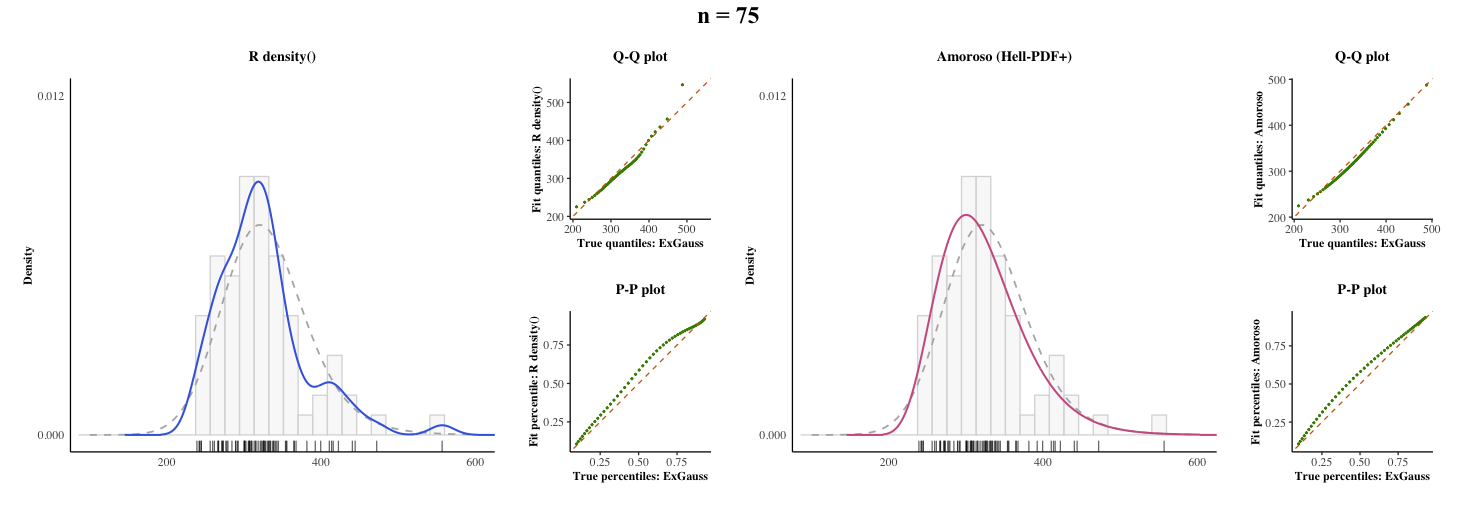 n = 75
R density()
Density
0.012
0.000
200
400
600
Q-Q plot
Fit quantiles: R density()
500
400
300
200
200
300
400
500
True quantiles: ExGauss
P-P plot
Fit percentile: R density()
0.75
0.50
0.25
0.25
0.50
0.75
True percentiles: ExGauss
Amoroso (Hell-PDF+)
Density
0.012
0.000
200
400
600
Q-Q plot
Fit quantiles: Amoroso
500
400
300
200
200
300
400
500
True quantiles: ExGauss
P-P plot
Fit percentiles: Amoroso
0.75
0.50
0.25
0.25
0.50
0.75
True percentiles: ExGauss